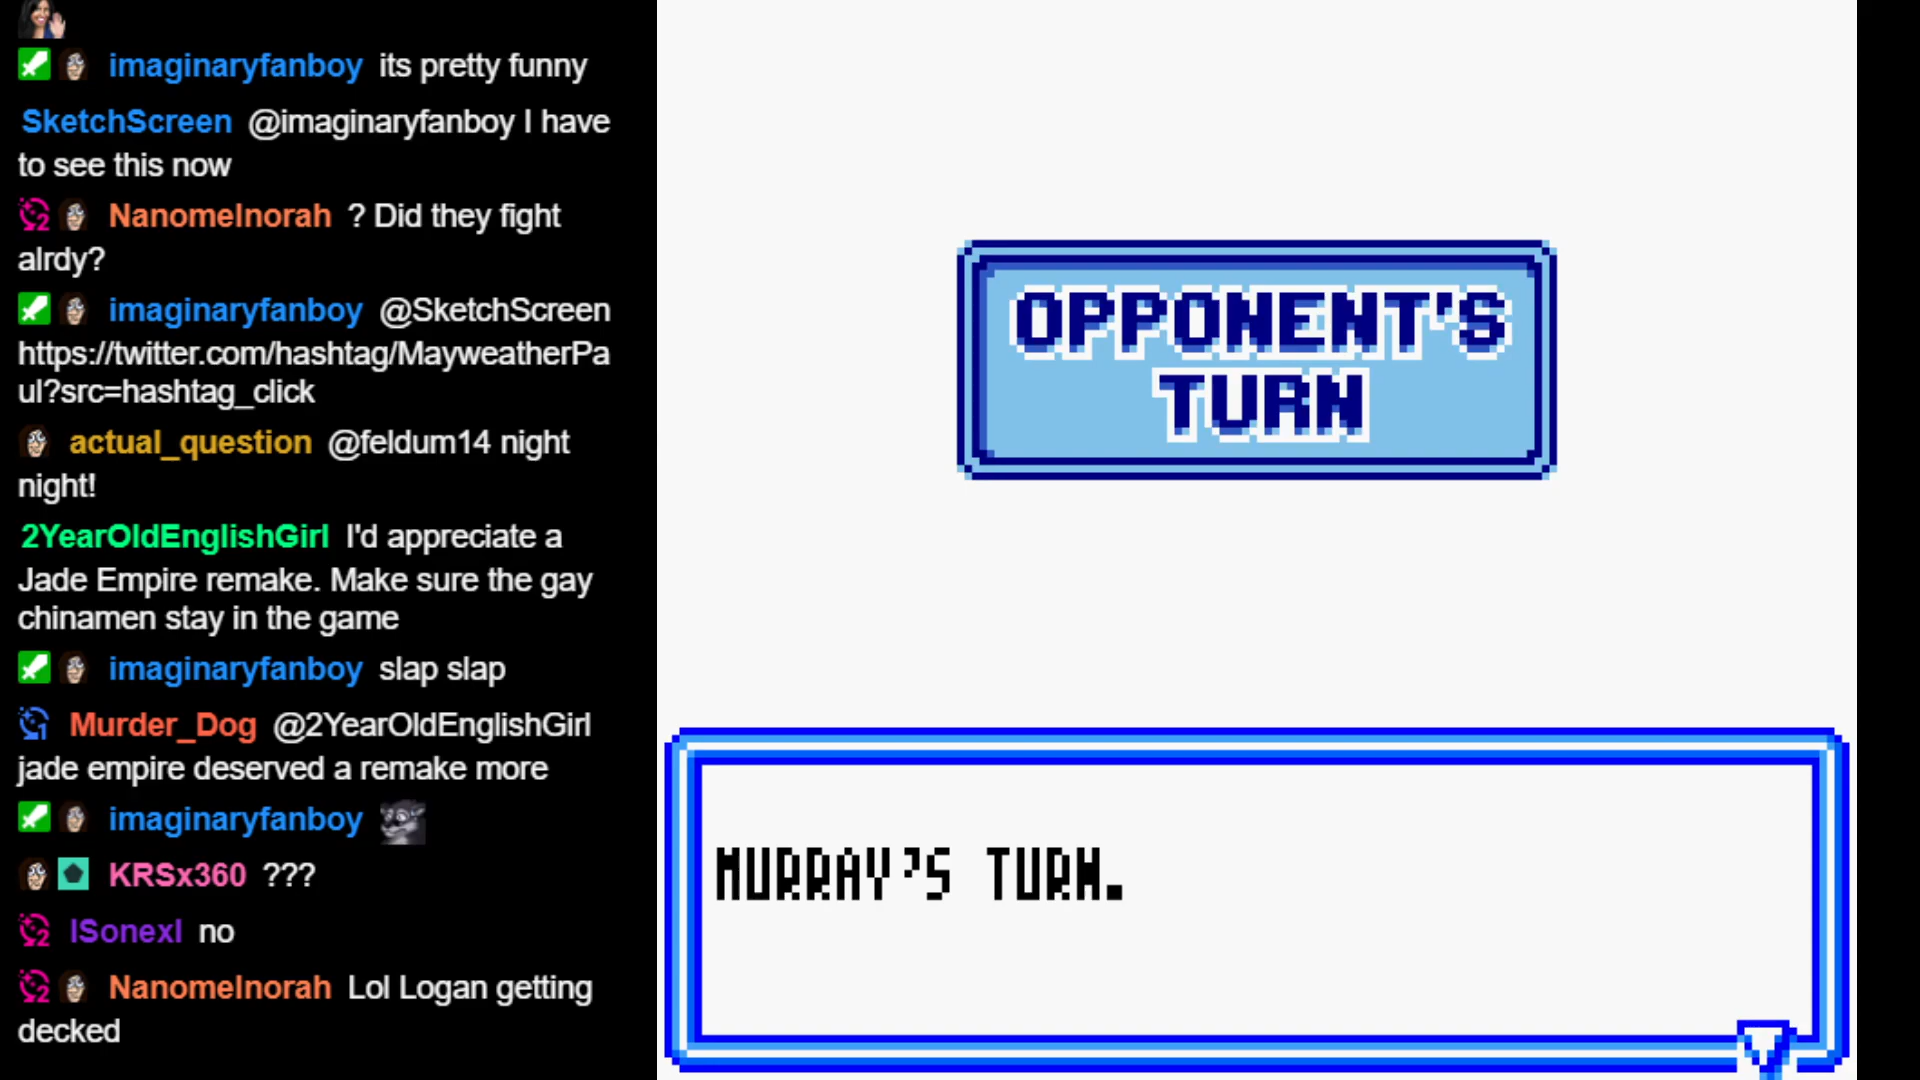 imaginaryfanboy its pretty funny
SketchScreen @imaginaryfanboy I have
to see this now
NanomeInorah ? Did they fight
alrdy?
imaginaryfanboy @SketchScreen
https://twitter.com/hashtag/MayweatherPa
ul?src=hashtag_click
actual_question @feldum14 night
night!
2YearOldEnglishGirl I'd appreciate a
Jade Empire remake. Make sure the gay
chinamen stay in the game
imaginaryfanboy slap slap
Murder_Dog @2YearOldEnglishGirl
jade empire deserved a remake more
imaginaryfanboy
KRSx360 ???
lSonexl no
NanomeInorah Lol Logan getting
decked
OPPONENT'S
TURN
MURRAY'S TURN.